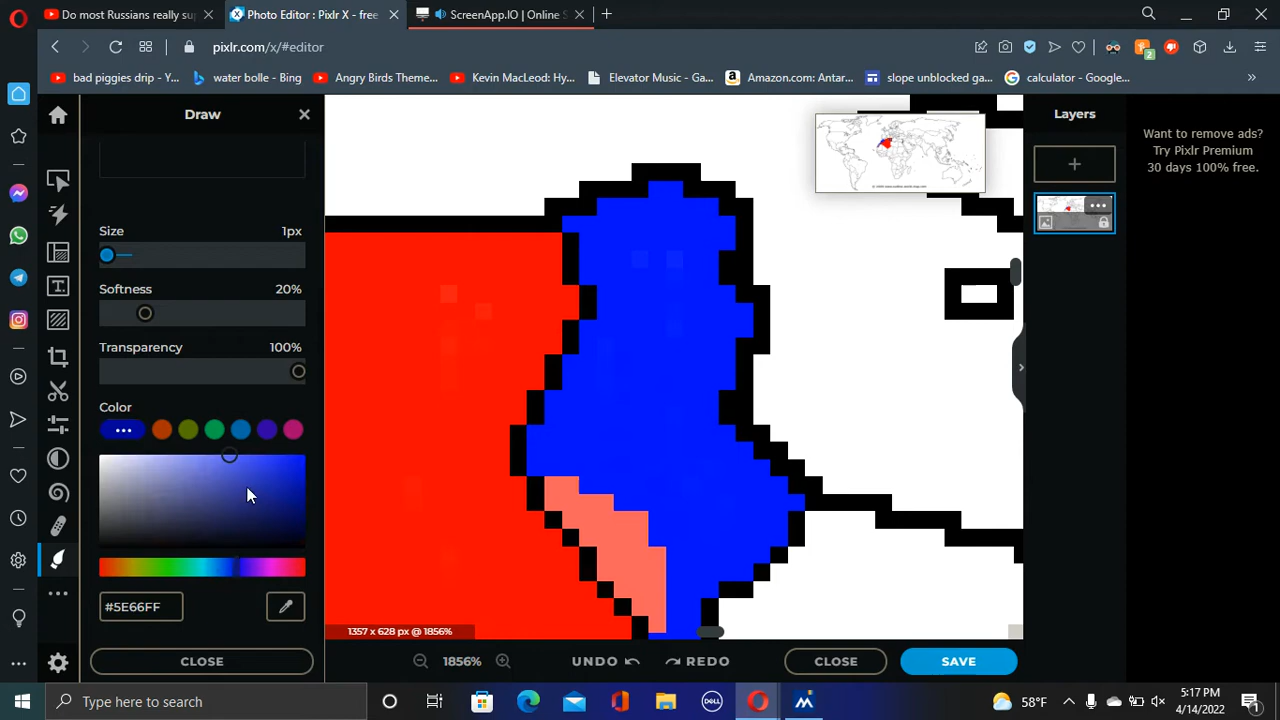 Do most Russians really su
Photo Editor : Pixlr X - free
ScreenApp.IO | Online S
pixlr.com/x/#editor
2
bad piggies drip - Y...
water bolle - Bing
Angry Birds Theme...
Kevin MacLeod: Hy...
Elevator Music - Ga...
Amazon.com: Antar...
slope unblocked ga...
calculator - Google...
»
Draw
Layers
Want to remove ads?
Try Pixlr Premium
30 days 100% free.
Size
1px
Softness
20%
Transparency
100%
Color
#5E66FF
CLOSE
1357 x 628 px @ 1856%
1856%
UNDO
REDO
CLOSE
SAVE
Type here to search
DELL
58°F
3:17 PM
4/14/2022
1